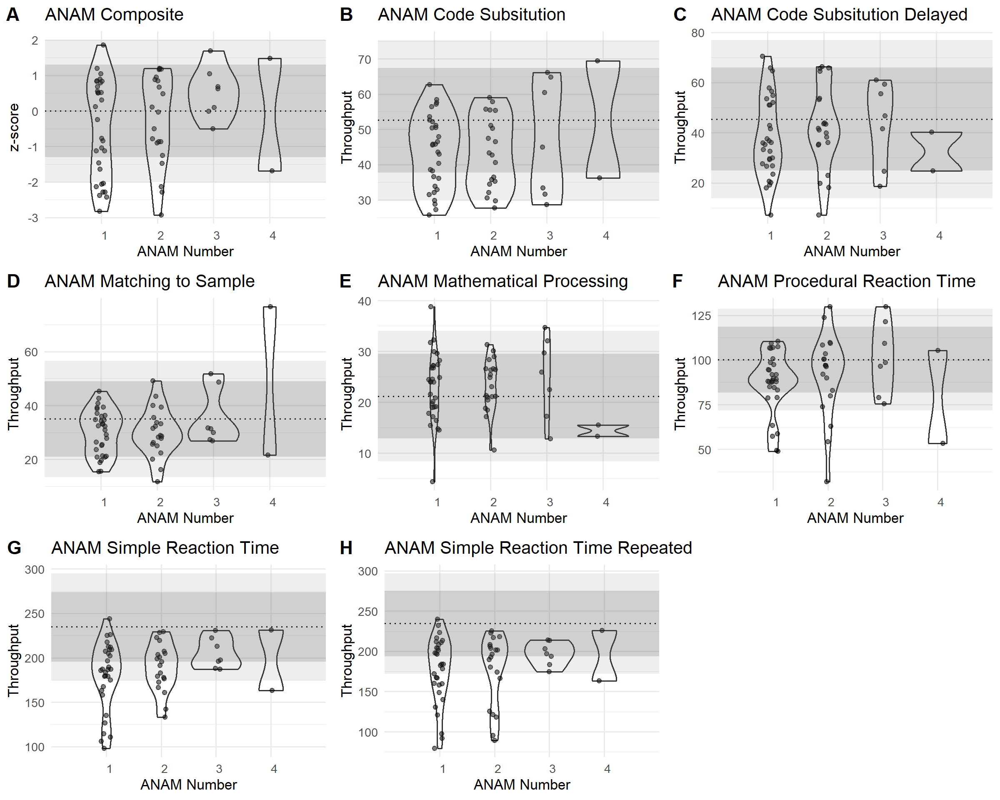 A ANAM Composite
2
1
0
-1
-2
-3
z-score
1 2 3 4
ANAM Number
B ANAM Code Subsitution
70
60
50
40
30
Throughput
1 2 3 4
ANAM Number
C ANAM Code Subsitution Delayed
80
60
40
20
Throughput
1 2 3 4
ANAM Number
D ANAM Matching to Sample
60
40
20
Throughput
1 2 3 4
ANAM Number
E ANAM Mathematical Processing
40
30
20
10
Throughput
1 2 3 4
ANAM Number
F ANAM Procedural Reaction Time
125
100
75
50
Throughput
1 2 3 4
ANAM Number
G ANAM Simple Reaction Time
300
250
200
150
100
Throughput
1 2 3 4
ANAM Number
H ANAM Simple Reaction Time Repeated
300
250
200
150
100
Throughput
1 2 3 4
ANAM Number